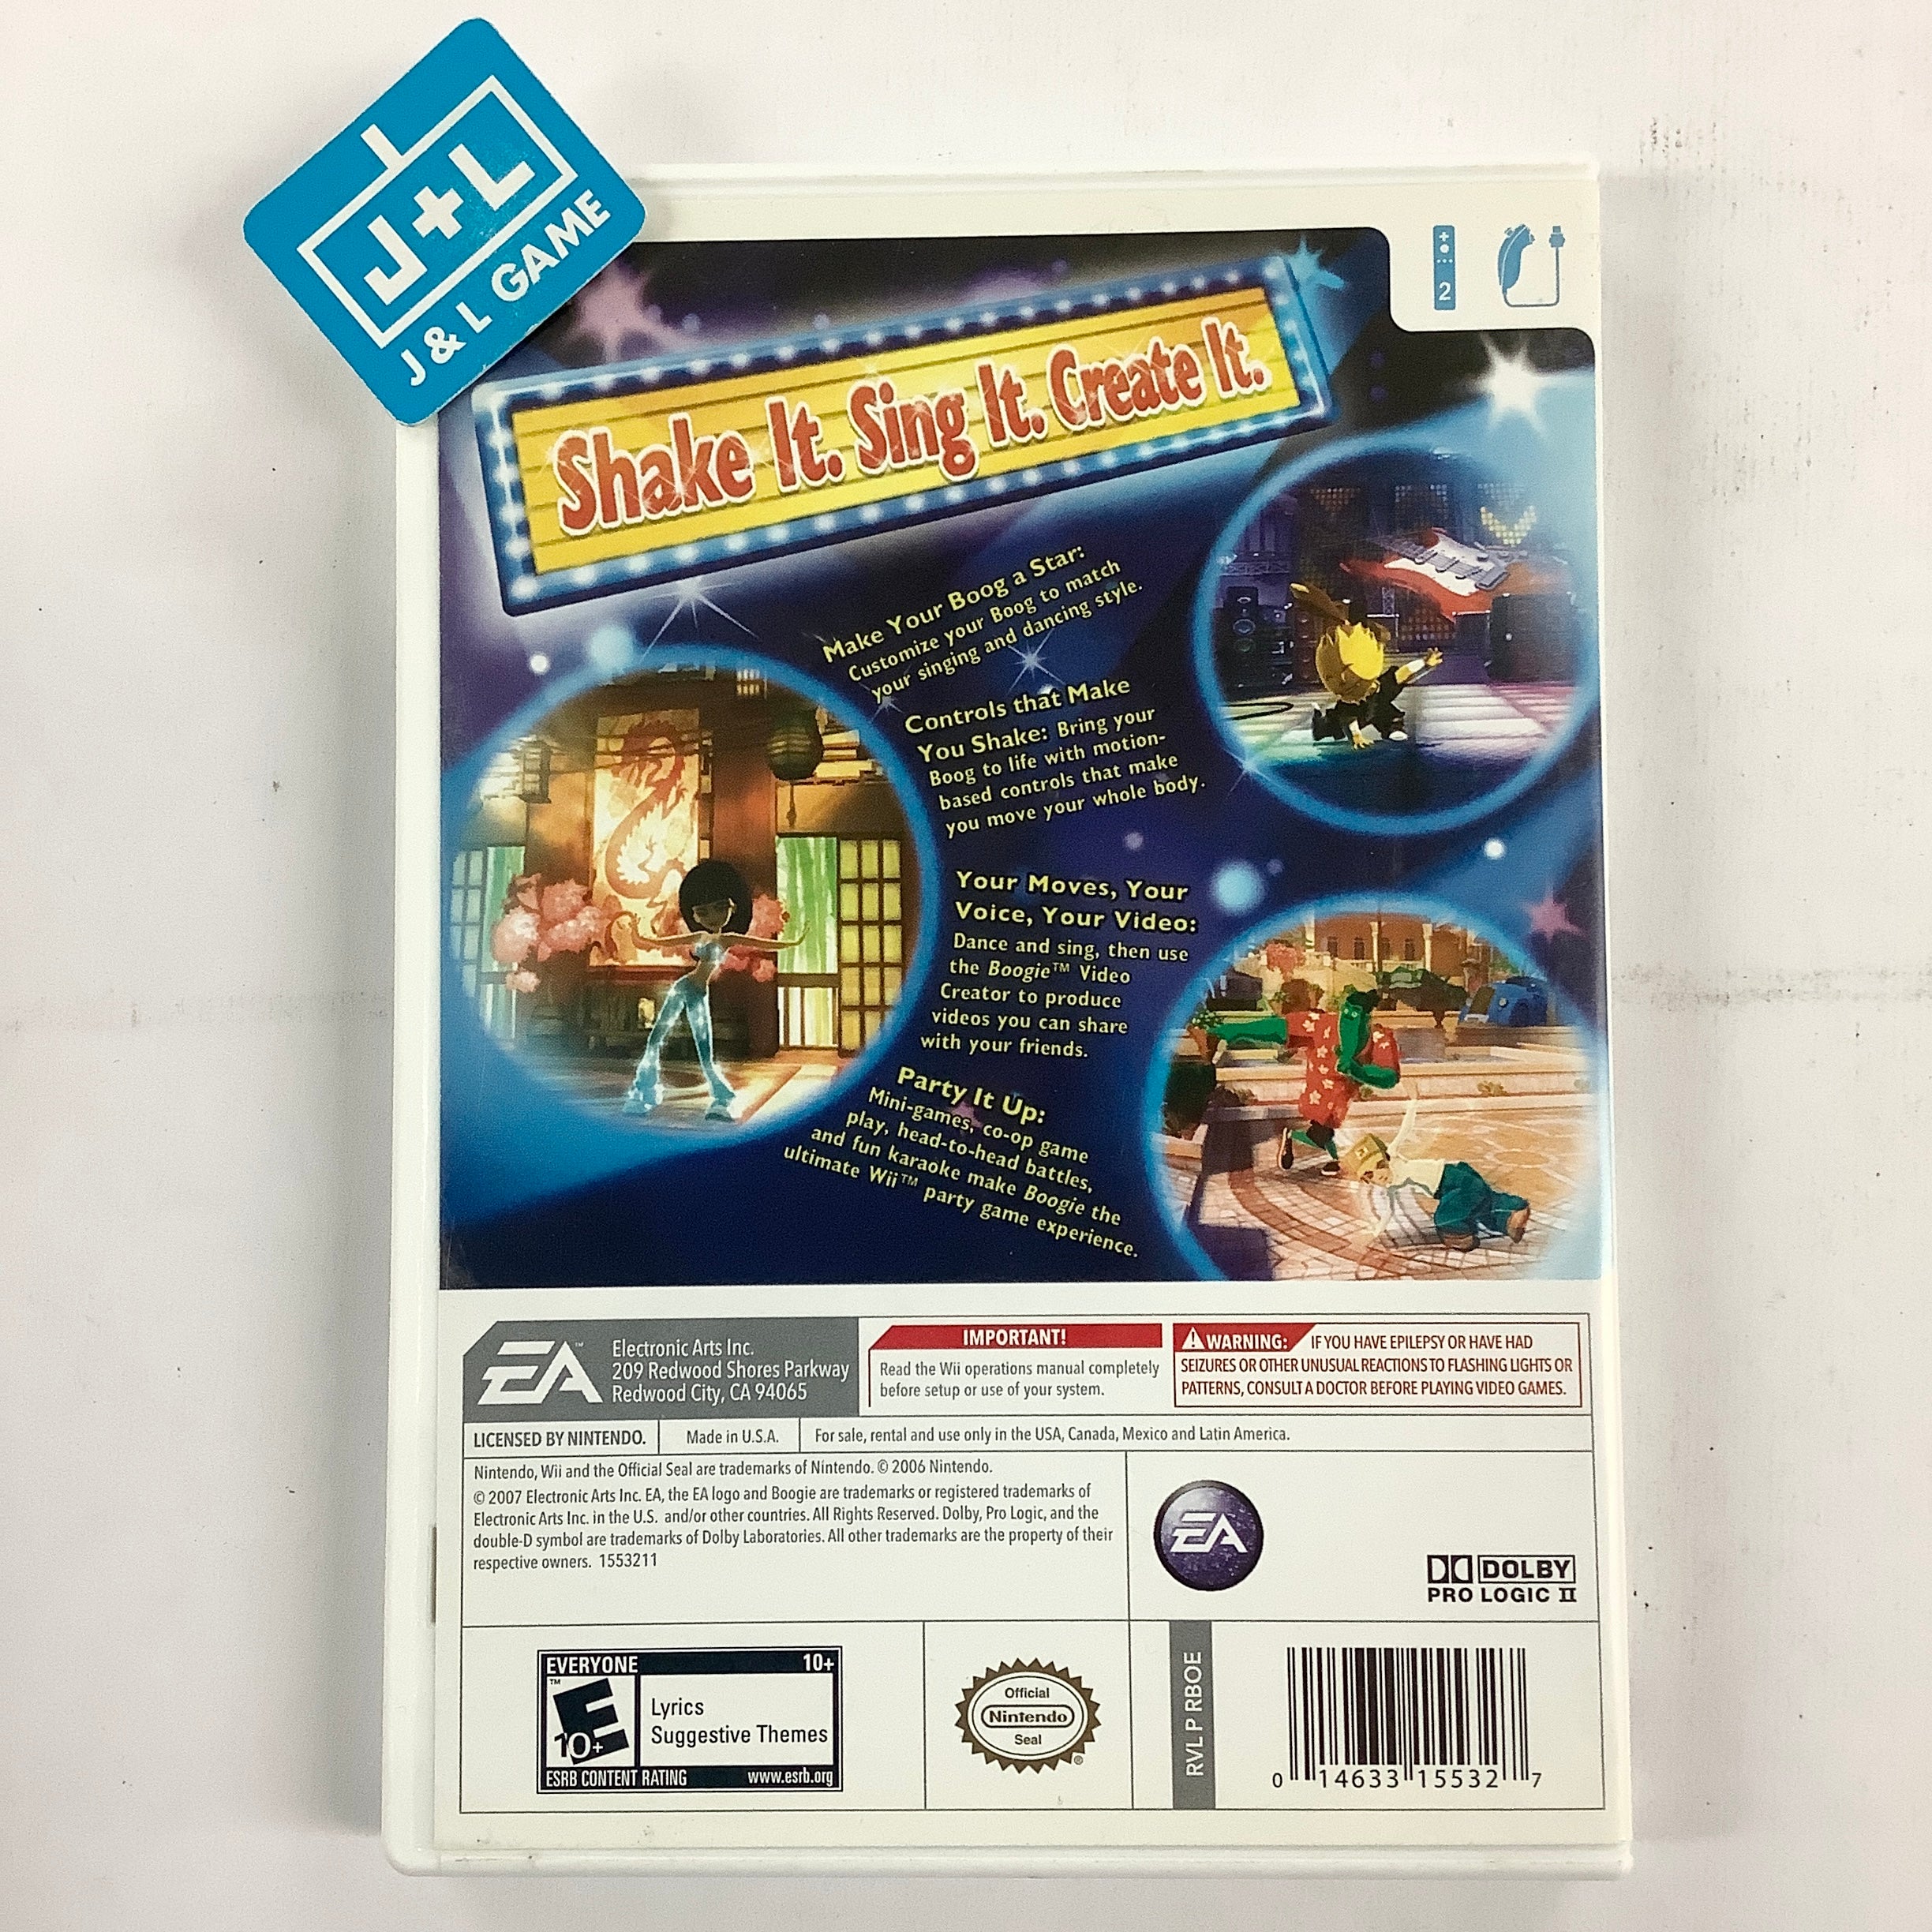 J+L
J & L GAME
2
Shake It. Sing It. Create It.
Make Your Boog a Star:
Customize your Boog to match
your singing and dancing style.
Controls that Make
You Shake: Bring your
Boog to life with motion-
based controls that make
you move your whole body.
Your Moves, Your
Voice, Your Video:
Dance and sing, then use
the Boogie™ Video
Creator to produce
videos you can share
with your friends.
Party It Up:
Mini-games, co-op game
play, head-to-head battles,
and fun karaoke make Boogie the
ultimate Wii™ party game experience.
EA™
Electronic Arts Inc.
209 Redwood Shores Parkway
Redwood City, CA 94065
IMPORTANT!
Read the Wii operations manual completely
before setup or use of your system.
WARNING: IF YOU HAVE EPILEPSY OR HAVE HAD
SEIZURES OR OTHER UNUSUAL REACTIONS TO FLASHING LIGHTS OR
PATTERNS, CONSULT A DOCTOR BEFORE PLAYING VIDEO GAMES.
LICENSED BY NINTENDO.
Made in U.S.A.
For sale, rental and use only in the USA, Canada, Mexico and Latin America.
Nintendo, Wii and the Official Seal are trademarks of Nintendo. © 2006 Nintendo.
© 2007 Electronic Arts Inc. EA, the EA logo and Boogie are trademarks or registered trademarks of
Electronic Arts Inc. in the U.S. and/or other countries. All Rights Reserved. Dolby, Pro Logic, and the
double-D symbol are trademarks of Dolby Laboratories. All other trademarks are the property of their
respective owners. 1553211
EA
DOLBY
PRO LOGIC II
EVERYONE 10+
™
E
10+
Lyrics
Suggestive Themes
ESRB CONTENT RATING www.esrb.org
Official
Nintendo
Seal
®
RVL P RBOE
0 14633 15532 7